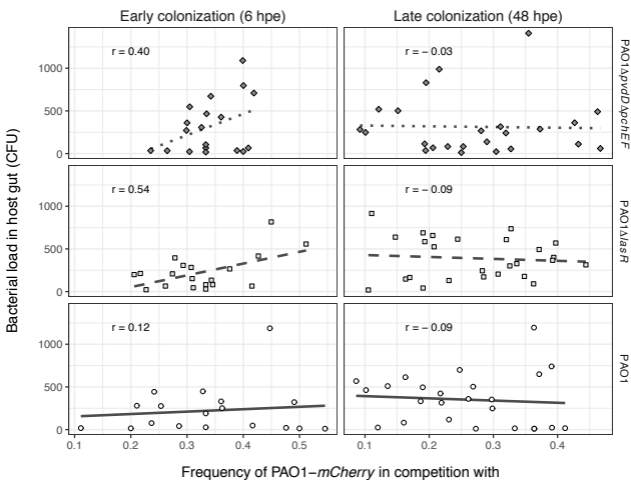 Early colonization (6 hpe)
Late colonization (48 hpe)
r = 0.40
r = − 0.03
1000
500
0
PAO1ΔpvdDΔpchEF
r = 0.54
r = − 0.09
1000
500
0
PAO1ΔlasR
r = 0.12
r = − 0.09
1000
500
0
PAO1
Bacterial load in host gut (CFU)
0.1 0.2 0.3 0.4 0.5
0.1 0.2 0.3 0.4
Frequency of PAO1−mCherry in competition with